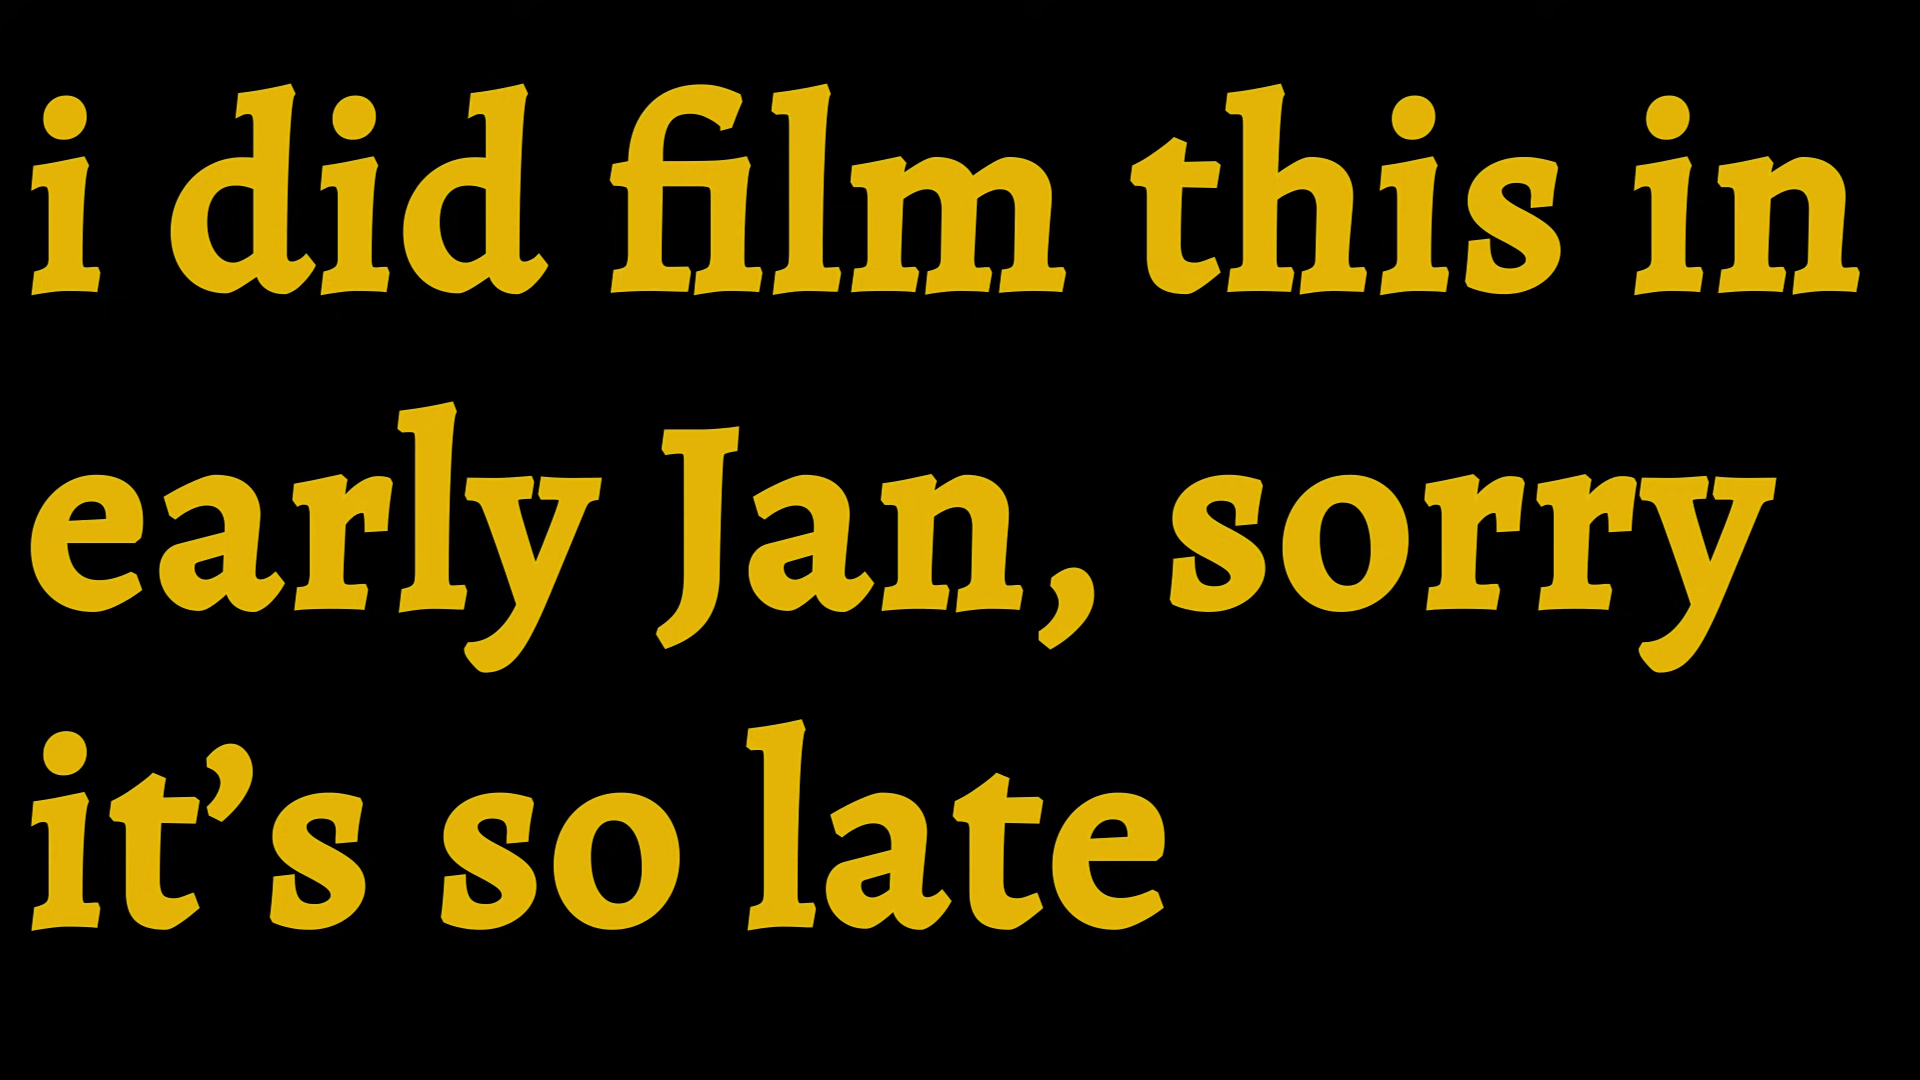 i did film this in
early Jan, sorry
it’s so late